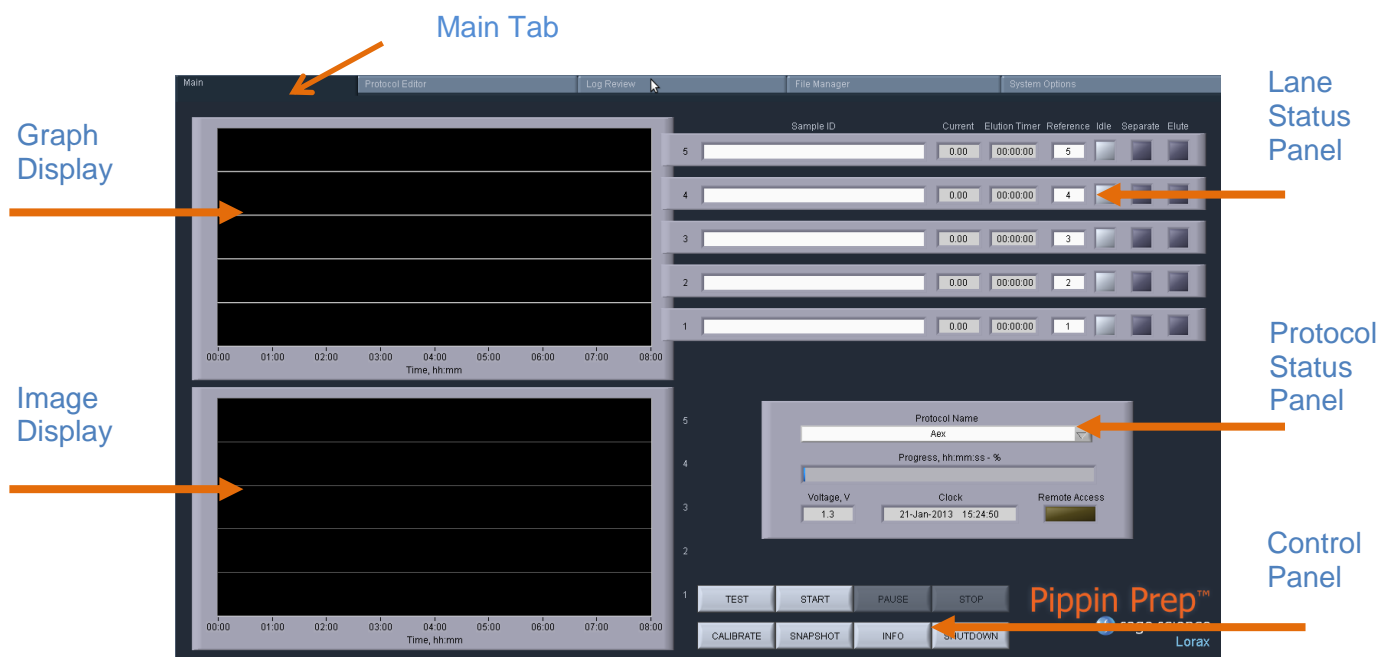 Main Tab
Main
Protocol Editor
Log Review
File Manager
System Options
Graph
Display
Lane
Status
Panel
Sample ID Current Elution Timer Reference Idle Separate Elute
5 0.00 00:00:00 5
4 0.00 00:00:00 4
3 0.00 00:00:00 3
2 0.00 00:00:00 2
1 0.00 00:00:00 1
00:00 01:00 02:00 03:00 04:00 05:00 06:00 07:00 08:00
Time, hh:mm
Image
Display
Protocol
Status
Panel
5
4
3
2
1
Protocol Name
Aex
Progress, hh:mm:ss - %
Voltage, V Clock Remote Access
1.3 21-Jan-2013 15:24:50
Control
Panel
00:00 01:00 02:00 03:00 04:00 05:00 06:00 07:00 08:00
Time, hh:mm
TEST START PAUSE STOP
CALIBRATE SNAPSHOT INFO SHUTDOWN
Pippin Prep™
sage science
Lorax